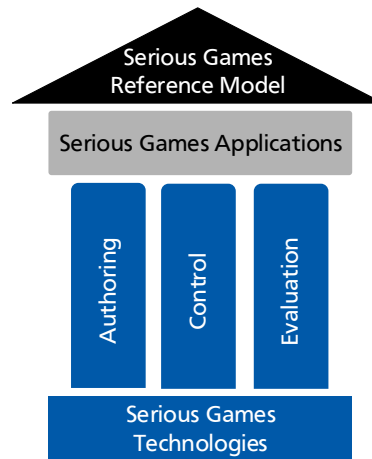 Serious Games
Reference Model
Serious Games Applications
Authoring
Control
Evaluation
Serious Games
Technologies